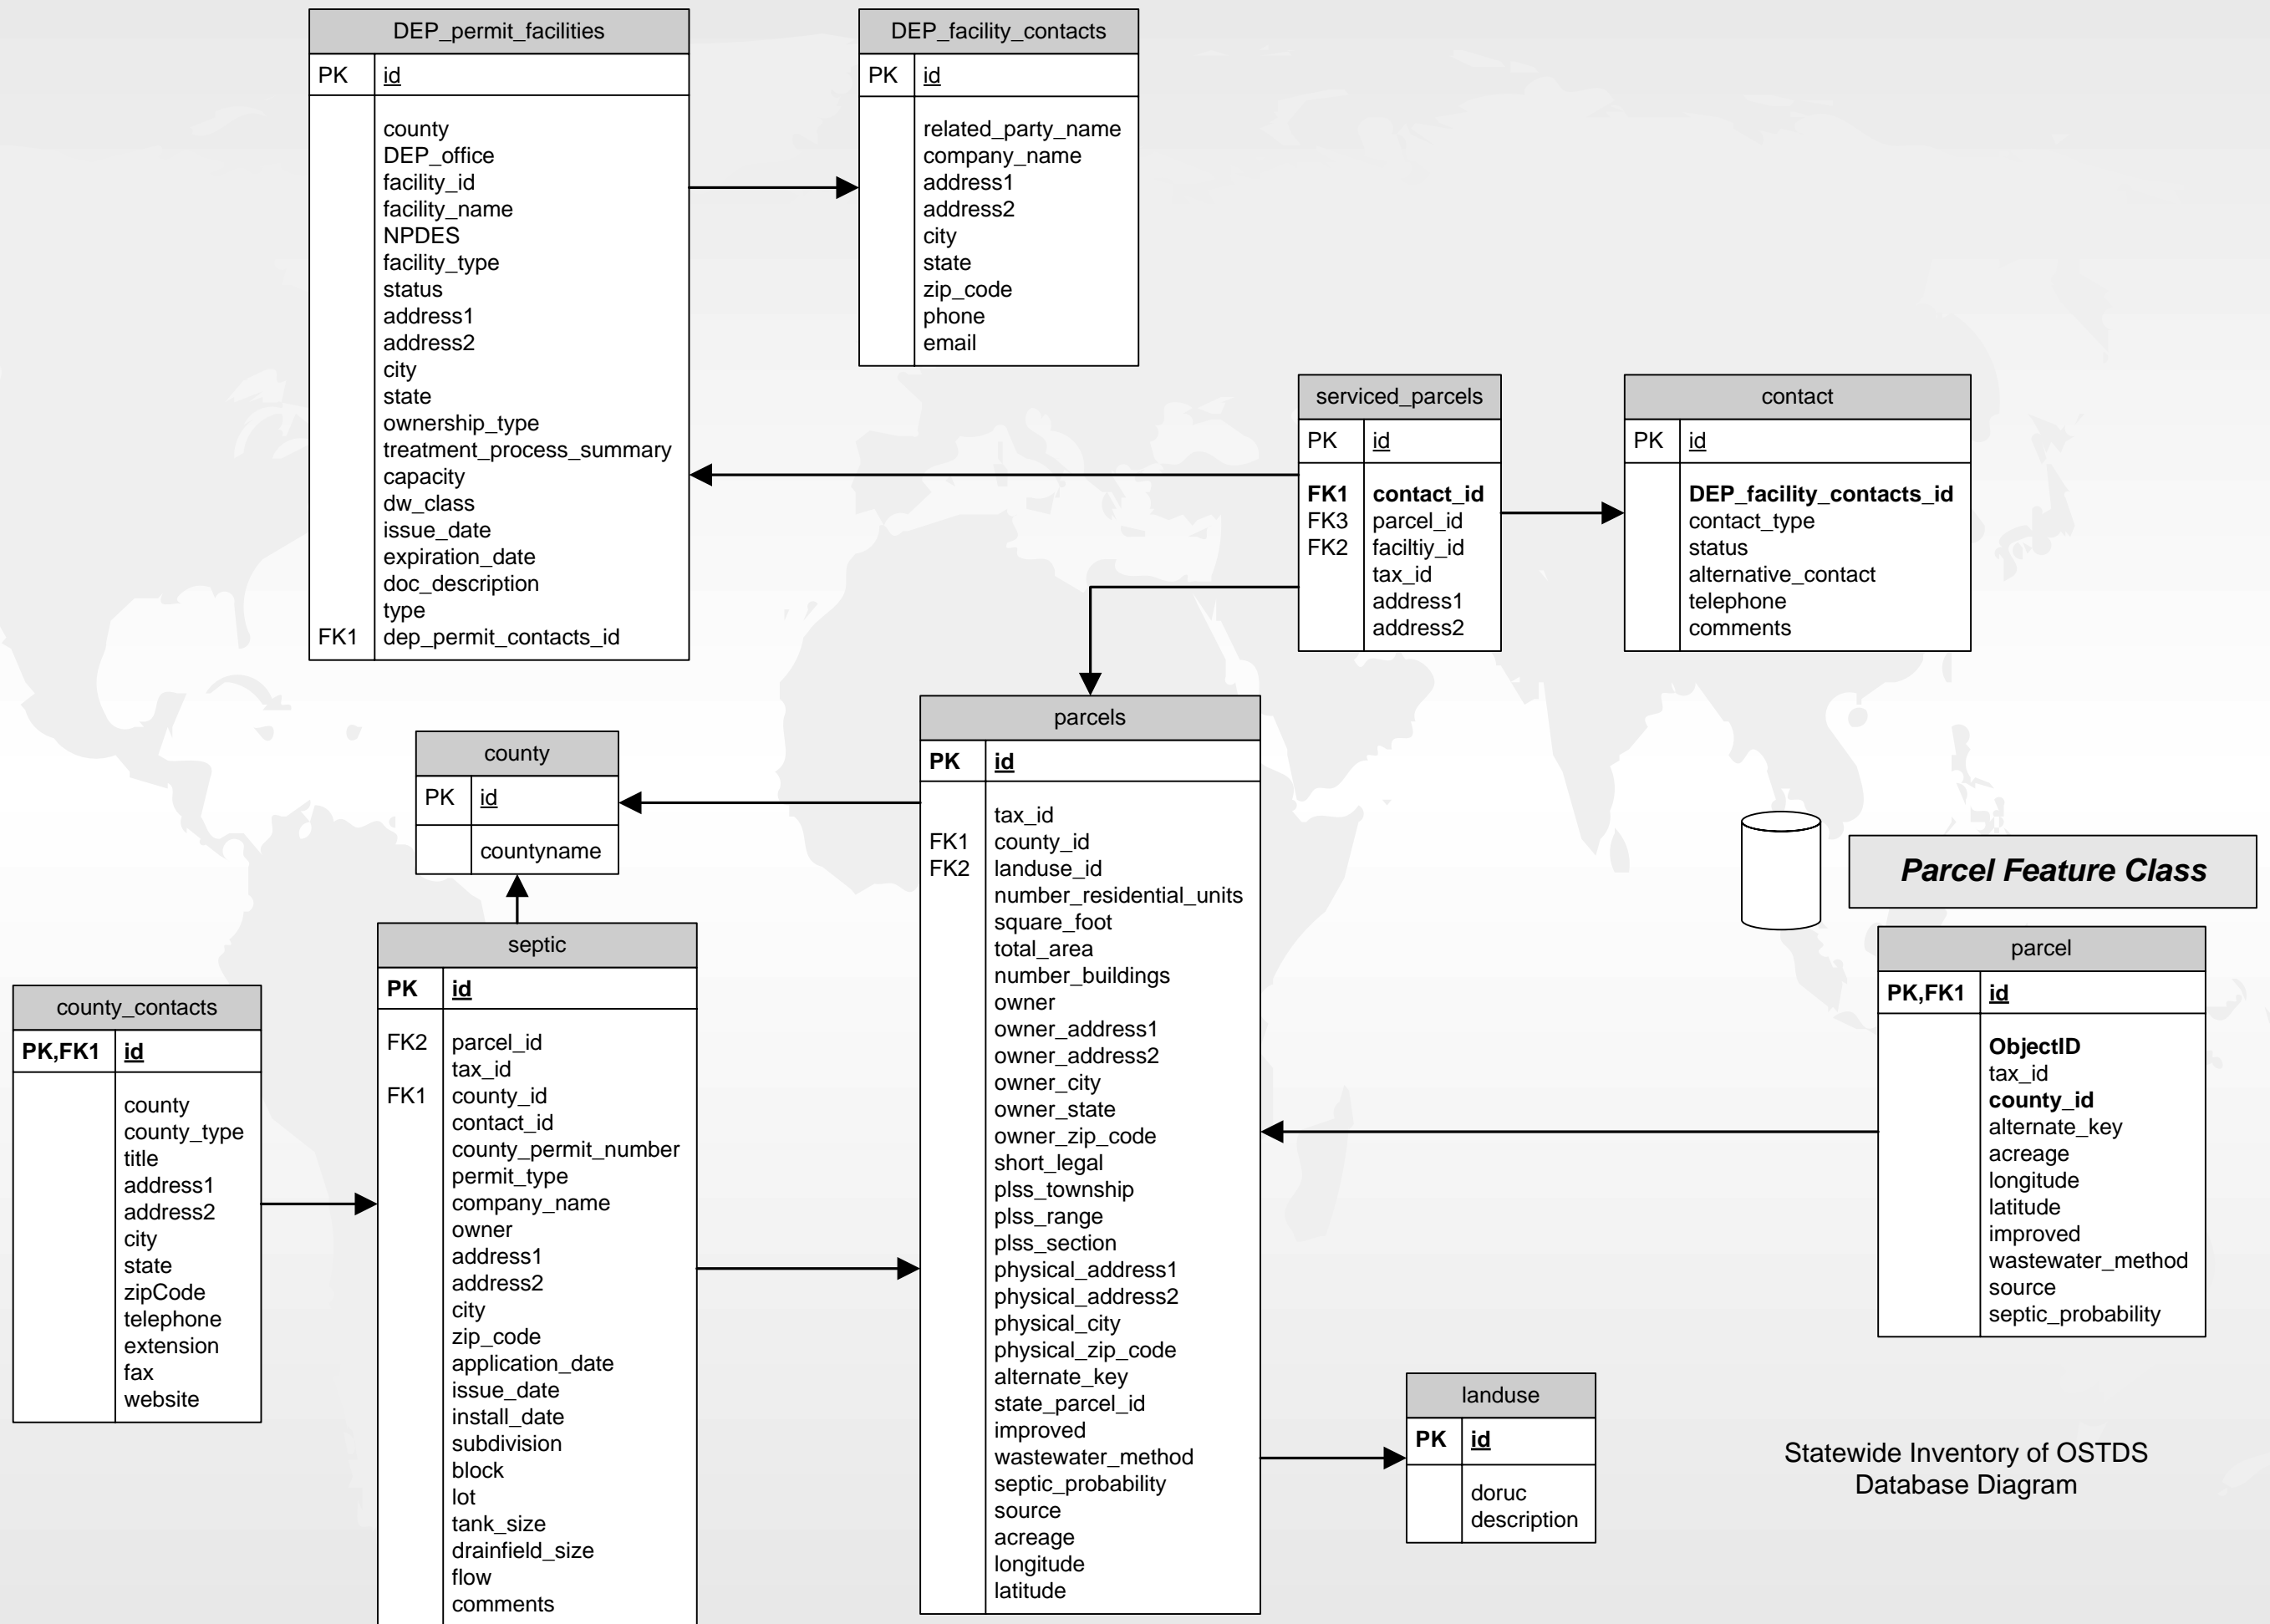 DEP_permit_facilities
PK id
county
DEP_office
facility_id
facility_name
NPDES
facility_type
status
address1
address2
city
state
ownership_type
treatment_process_summary
capacity
dw_class
issue_date
expiration_date
doc_description
type
FK1 dep_permit_contacts_id
DEP_facility_contacts
PK id
related_party_name
company_name
address1
address2
city
state
zip_code
phone
email
serviced_parcels
PK id
FK1 contact_id
FK3 parcel_id
FK2 faciltiy_id
tax_id
address1
address2
contact
PK id
DEP_facility_contacts_id
contact_type
status
alternative_contact
telephone
comments
county
PK id
countyname
parcels
PK id
tax_id
FK1 county_id
FK2 landuse_id
number_residential_units
square_foot
total_area
number_buildings
owner
owner_address1
owner_address2
owner_city
owner_state
owner_zip_code
short_legal
plss_township
plss_range
plss_section
physical_address1
physical_address2
physical_city
physical_zip_code
alternate_key
state_parcel_id
improved
wastewater_method
septic_probability
source
acreage
longitude
latitude
Parcel Feature Class
parcel
PK,FK1 id
ObjectID
tax_id
county_id
alternate_key
acreage
longitude
latitude
improved
wastewater_method
source
septic_probability
county_contacts
PK,FK1 id
county
county_type
title
address1
address2
city
state
zipCode
telephone
extension
fax
website
septic
PK id
FK2 parcel_id
tax_id
FK1 county_id
contact_id
county_permit_number
permit_type
company_name
owner
address1
address2
city
zip_code
application_date
issue_date
install_date
subdivision
block
lot
tank_size
drainfield_size
flow
comments
landuse
PK id
doruc
description
Statewide Inventory of OSTDS
Database Diagram